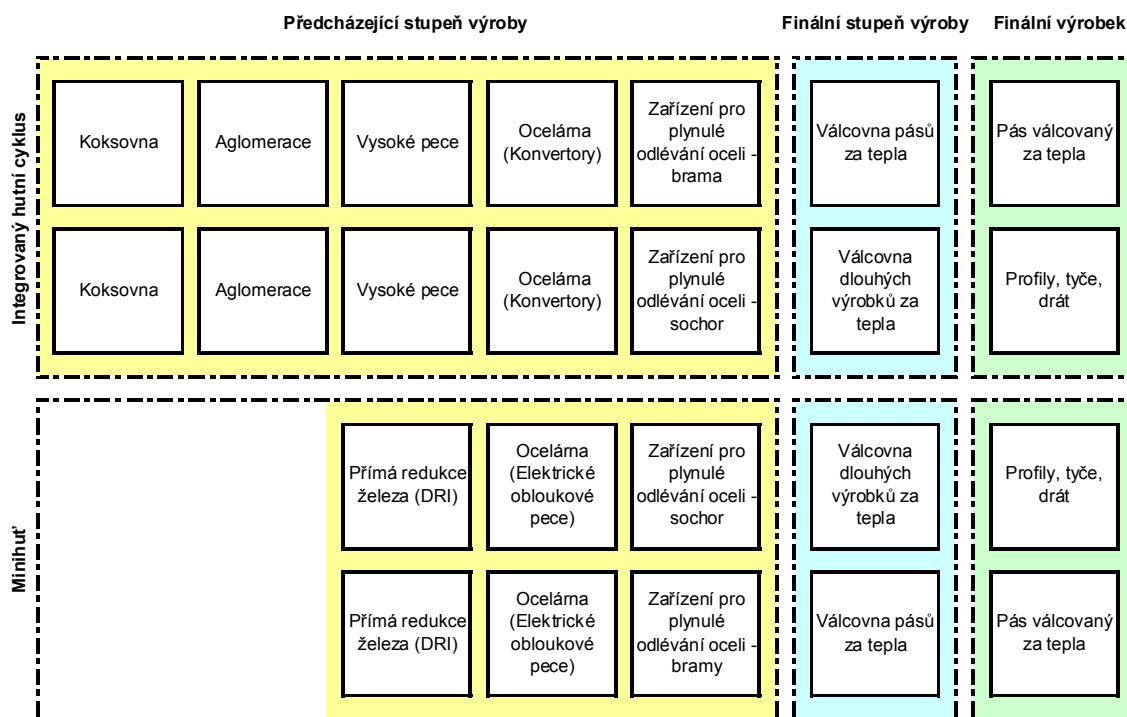 Předcházející stupeň výroby
Finální stupeň výroby
Finální výrobek
Integrovaný hutní cyklus
Koksovna
Aglomerace
Vysoké pece
Ocelárna
(Konvertory)
Zařízení pro
plynulé
odlévání oceli -
brama
Válcovna pásů
za tepla
Pás válcovaný
za tepla
Koksovna
Aglomerace
Vysoké pece
Ocelárna
(Konvertory)
Zařízení pro
plynulé
odlévání oceli -
sochor
Válcovna
dlouhých
výrobků za
tepla
Profily, tyče,
drát
Minihuť
Přímá redukce
železa (DRI)
Ocelárna
(Elektrické
obloukové
pece)
Zařízení pro
plynulé
odlévání oceli -
sochor
Válcovna
dlouhých
výrobků za
tepla
Profily, tyče,
drát
Přímá redukce
železa (DRI)
Ocelárna
(Elektrické
obloukové
pece)
Zařízení pro
plynulé
odlévání oceli -
bramy
Válcovna pásů
za tepla
Pás válcovaný
za tepla